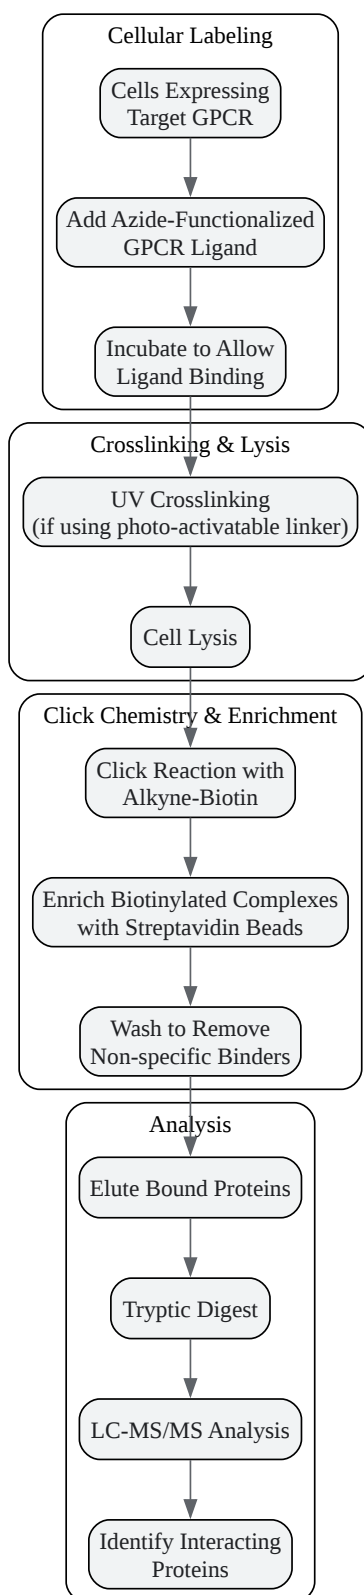 Cellular Labeling
Cells Expressing
Target GPCR
Add Azide-Functionalized
GPCR Ligand
Incubate to Allow
Ligand Binding
Crosslinking & Lysis
UV Crosslinking
(if using photo-activatable linker)
Cell Lysis
Click Chemistry & Enrichment
Click Reaction with
Alkyne-Biotin
Enrich Biotinylated Complexes
with Streptavidin Beads
Wash to Remove
Non-specific Binders
Analysis
Elute Bound Proteins
Tryptic Digest
LC-MS/MS Analysis
Identify Interacting
Proteins